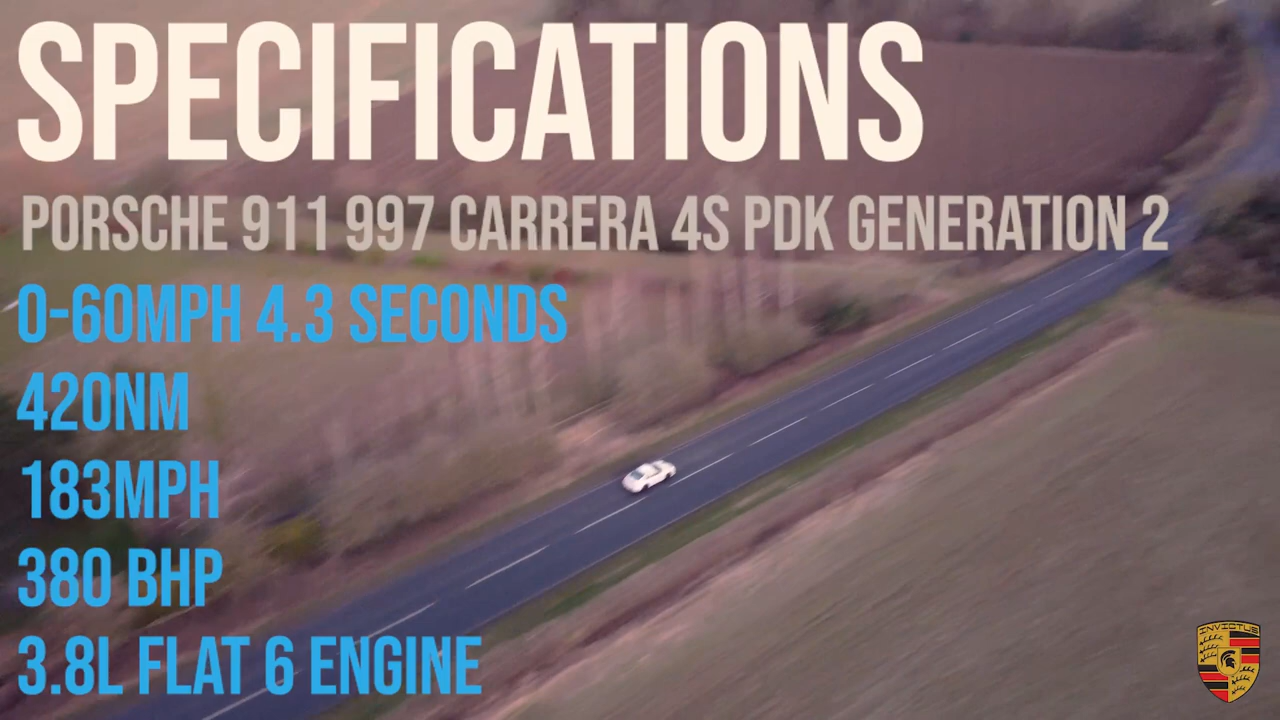 SPECIFICATIONS
PORSCHE 911 997 CARRERA 4S PDK GENERATION 2
0-60MPH 4.3 SECONDS
420NM
183MPH
380 BHP
3.8L FLAT 6 ENGINE
INVICTUS